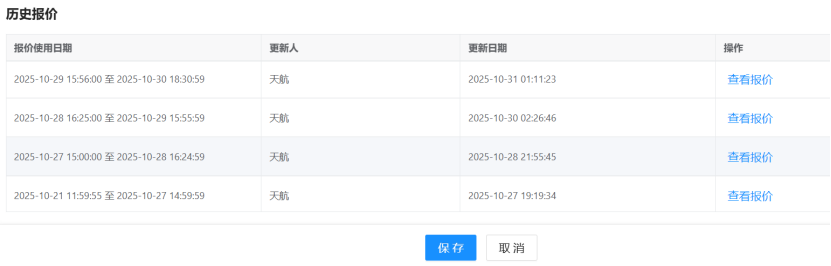 历史报价
报价使用日期 更新人 更新日期 操作
2025-10-29 15:56:00 至 2025-10-30 18:30:59 天航 2025-10-31 01:11:23 查看报价
2025-10-28 16:25:00 至 2025-10-29 15:55:59 天航 2025-10-30 02:26:46 查看报价
2025-10-27 15:00:00 至 2025-10-28 16:24:59 天航 2025-10-28 21:55:45 查看报价
2025-10-21 11:59:55 至 2025-10-27 14:59:59 天航 2025-10-27 19:19:34 查看报价
保存 取消